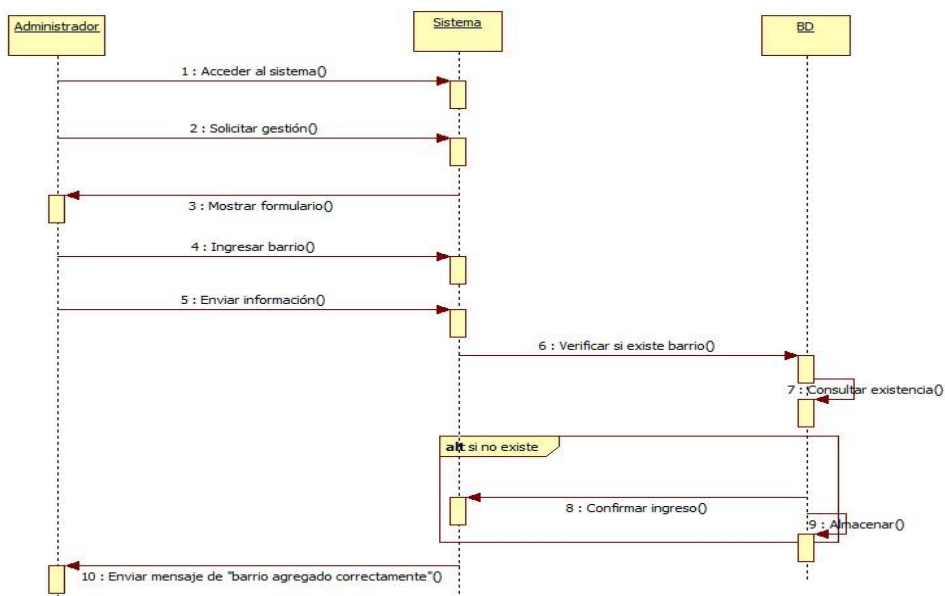 Administrador
Sistema
BD
1 : Acceder al sistema()
2 : Solicitar gestión()
3 : Mostrar formulario()
4 : Ingresar barrio()
5 : Enviar información()
6 : Verificar si existe barrio()
7 : Consultar existencia()
alt si no existe
8 : Confirmar ingreso()
9 : Almacenar()
10 : Enviar mensaje de "barrio agregado correctamente"()